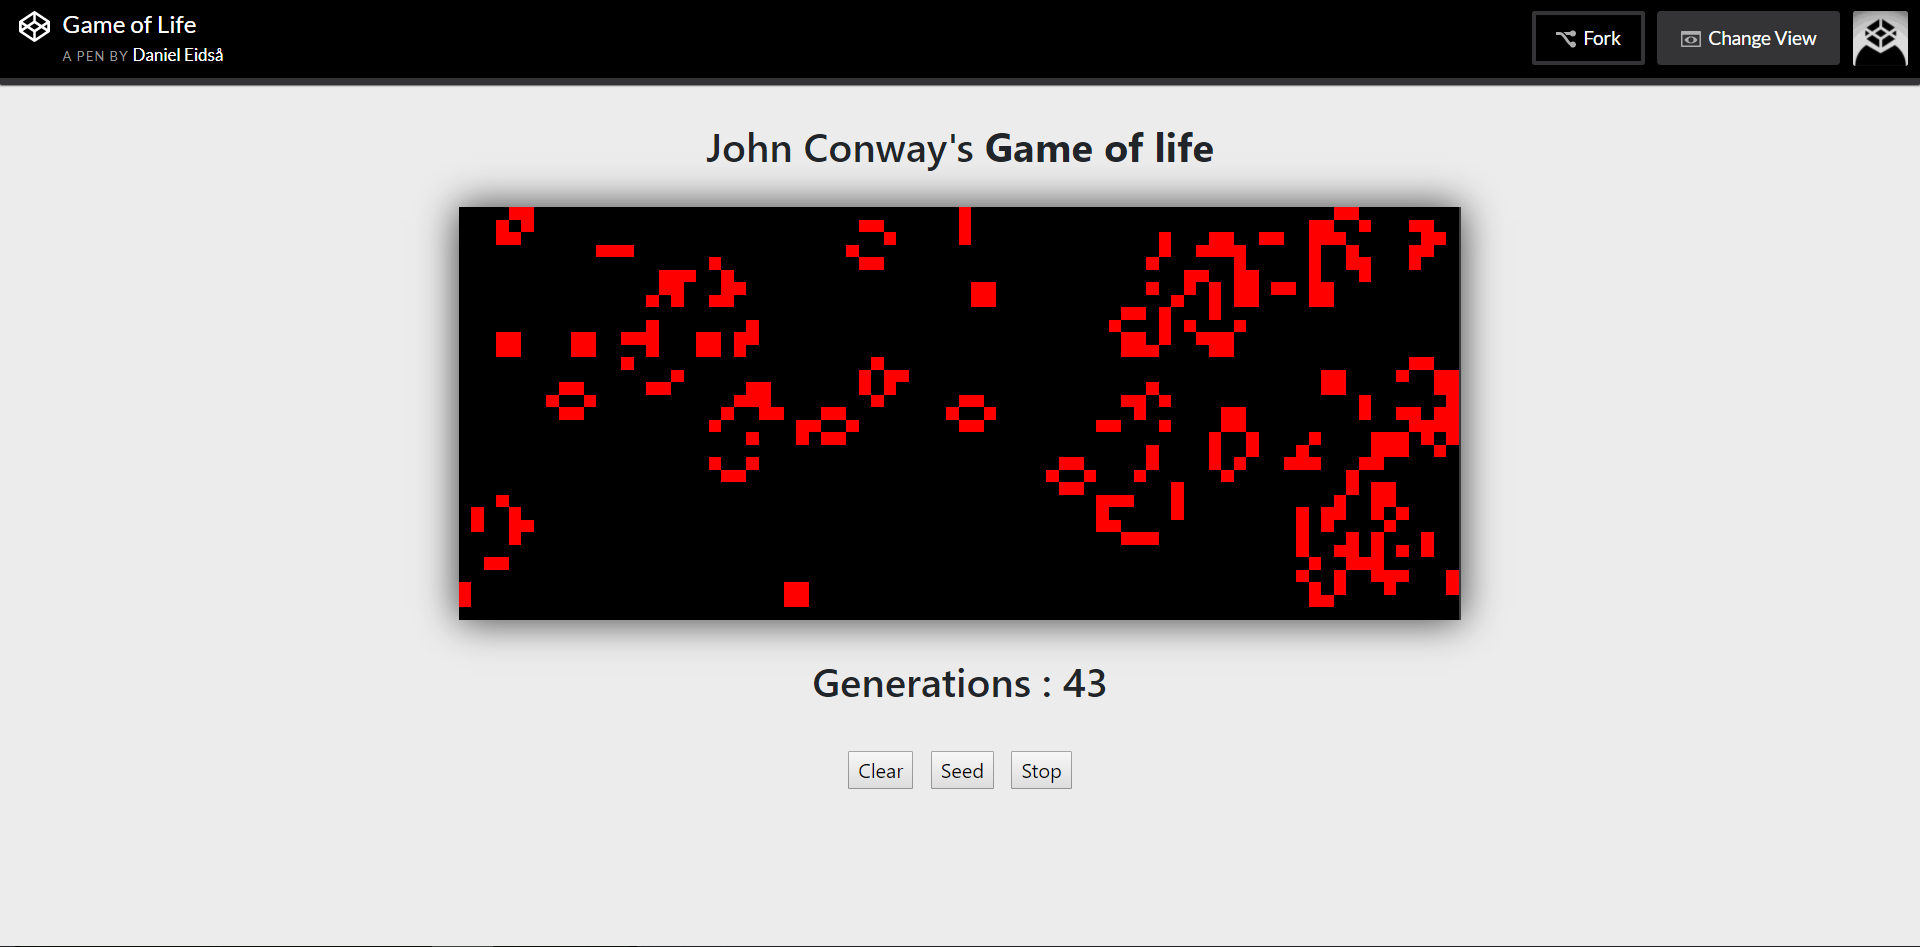 Game of Life
A PEN BY Daniel Eidså
Fork
Change View
John Conway's Game of life
Generations : 43
Clear
Seed
Stop